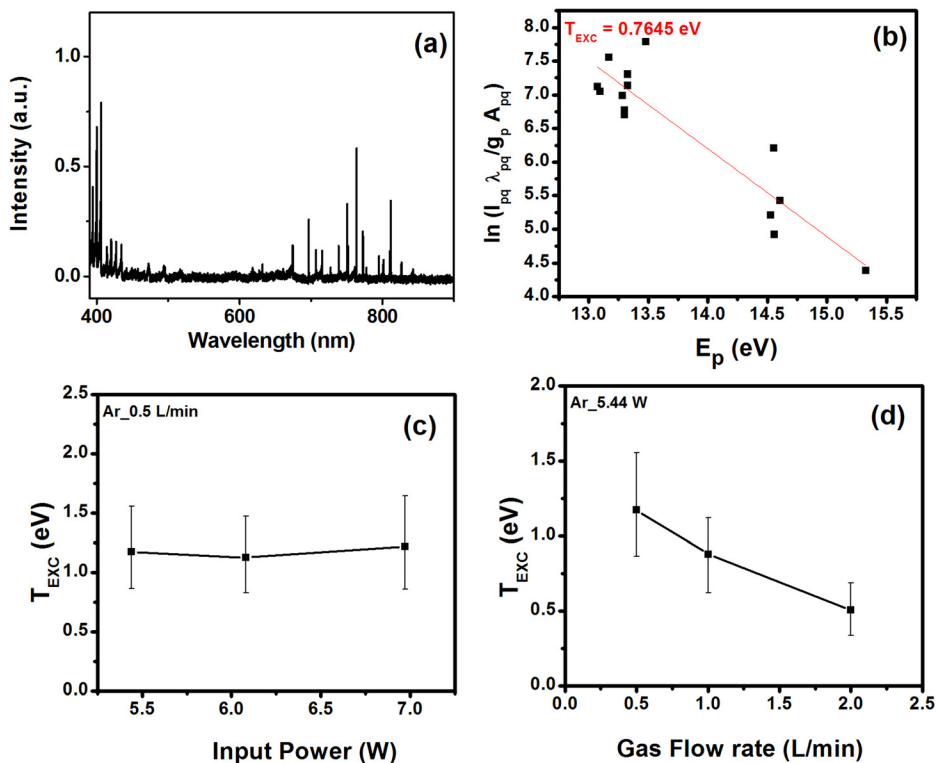 (a)
1.0
0.5
0.0
Intensity (a.u.)
400
600
800
Wavelength (nm)
(b)
T_EXC = 0.7645 eV
8.0
7.5
7.0
6.5
6.0
5.5
5.0
4.5
4.0
ln (I_pq λ_pq/g_p A_pq)
13.0
13.5
14.0
14.5
15.0
15.5
E_p (eV)
(c)
Ar_0.5 L/min
2.5
2.0
1.5
1.0
0.5
0.0
T_EXC (eV)
5.5
6.0
6.5
7.0
Input Power (W)
(d)
Ar_5.44 W
2.0
1.5
1.0
0.5
0.0
T_EXC (eV)
0.0
0.5
1.0
1.5
2.0
2.5
Gas Flow rate (L/min)